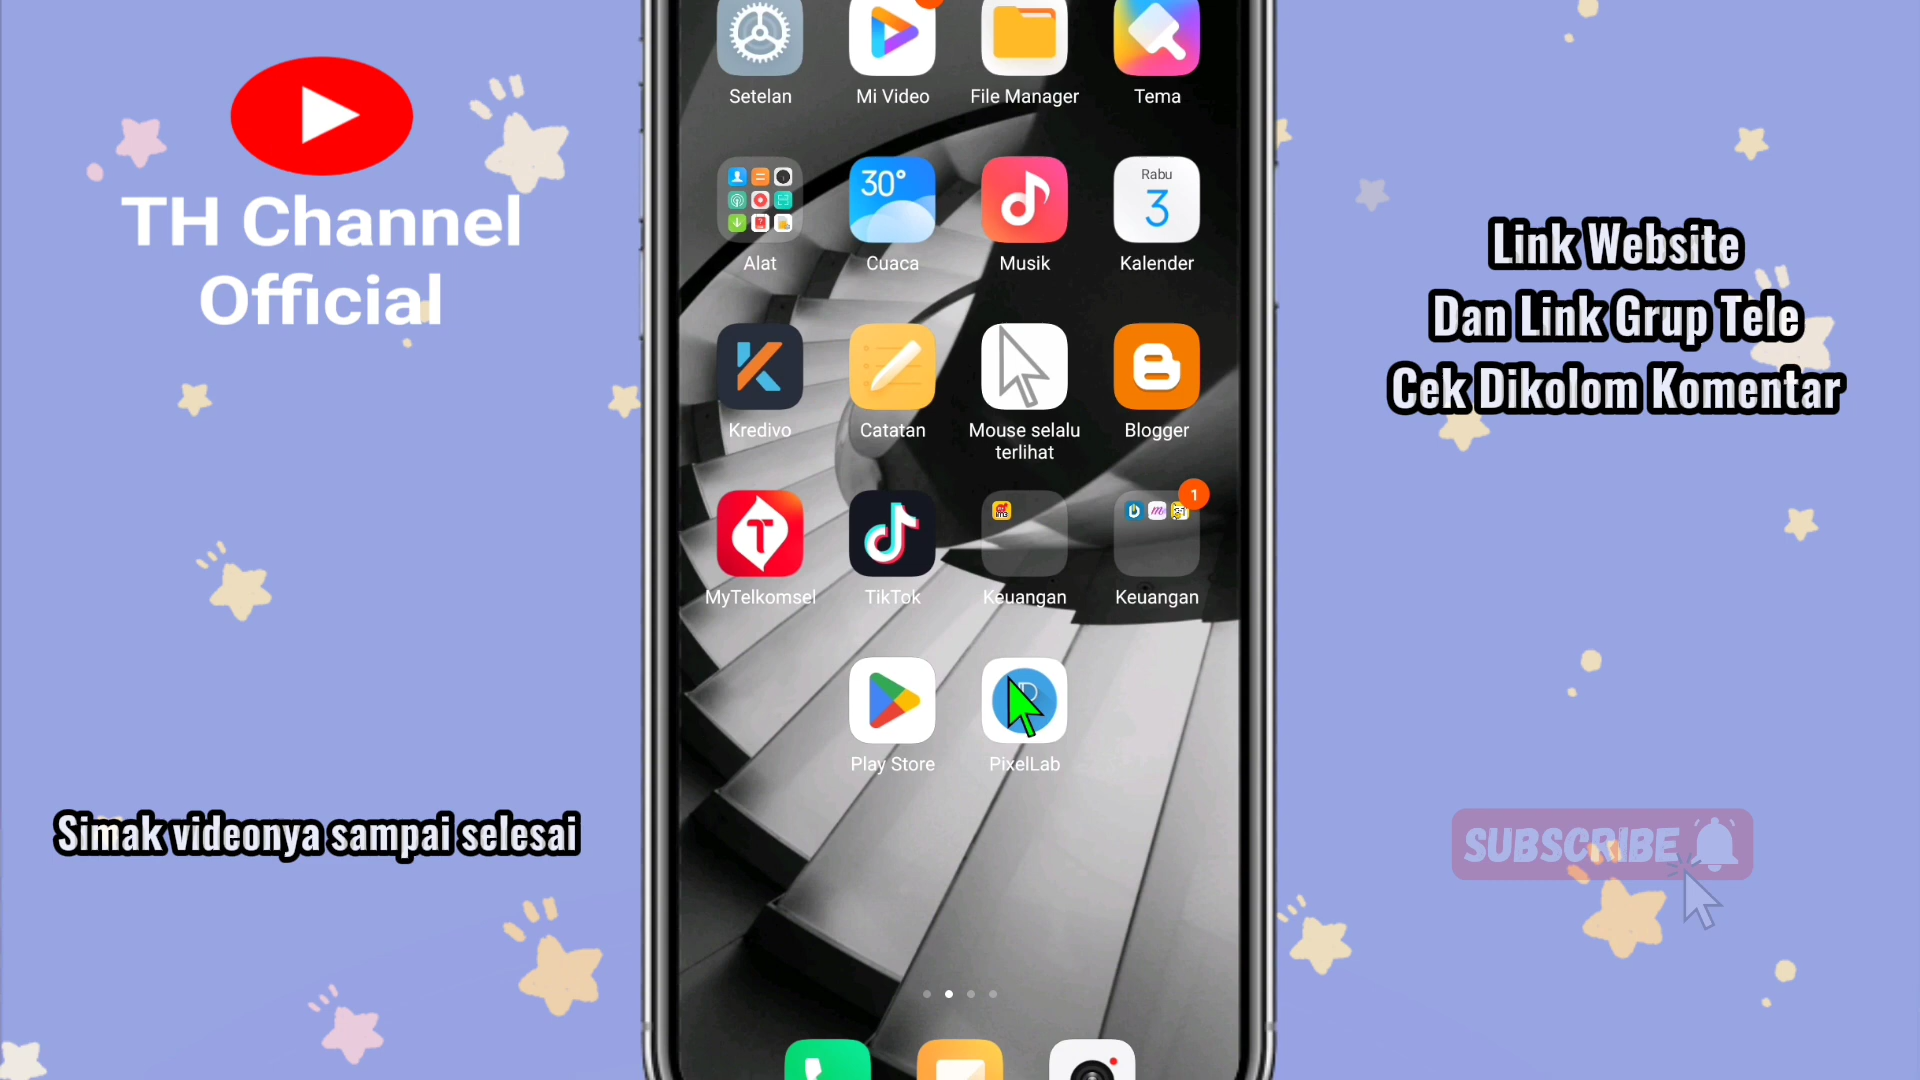 TH Channel
Official
Simak videonya sampai selesai
Setelan
Mi Video
File Manager
Tema
30°
Rabu
3
Alat
Cuaca
Musik
Kalender
Kredivo
Catatan
Mouse selalu
terlihat
Blogger
1
MyTelkomsel
TikTok
Keuangan
Keuangan
Play Store
PixelLab
Link Website
Dan Link Grup Tele
Cek Dikolom Komentar
SUBSCRIBE